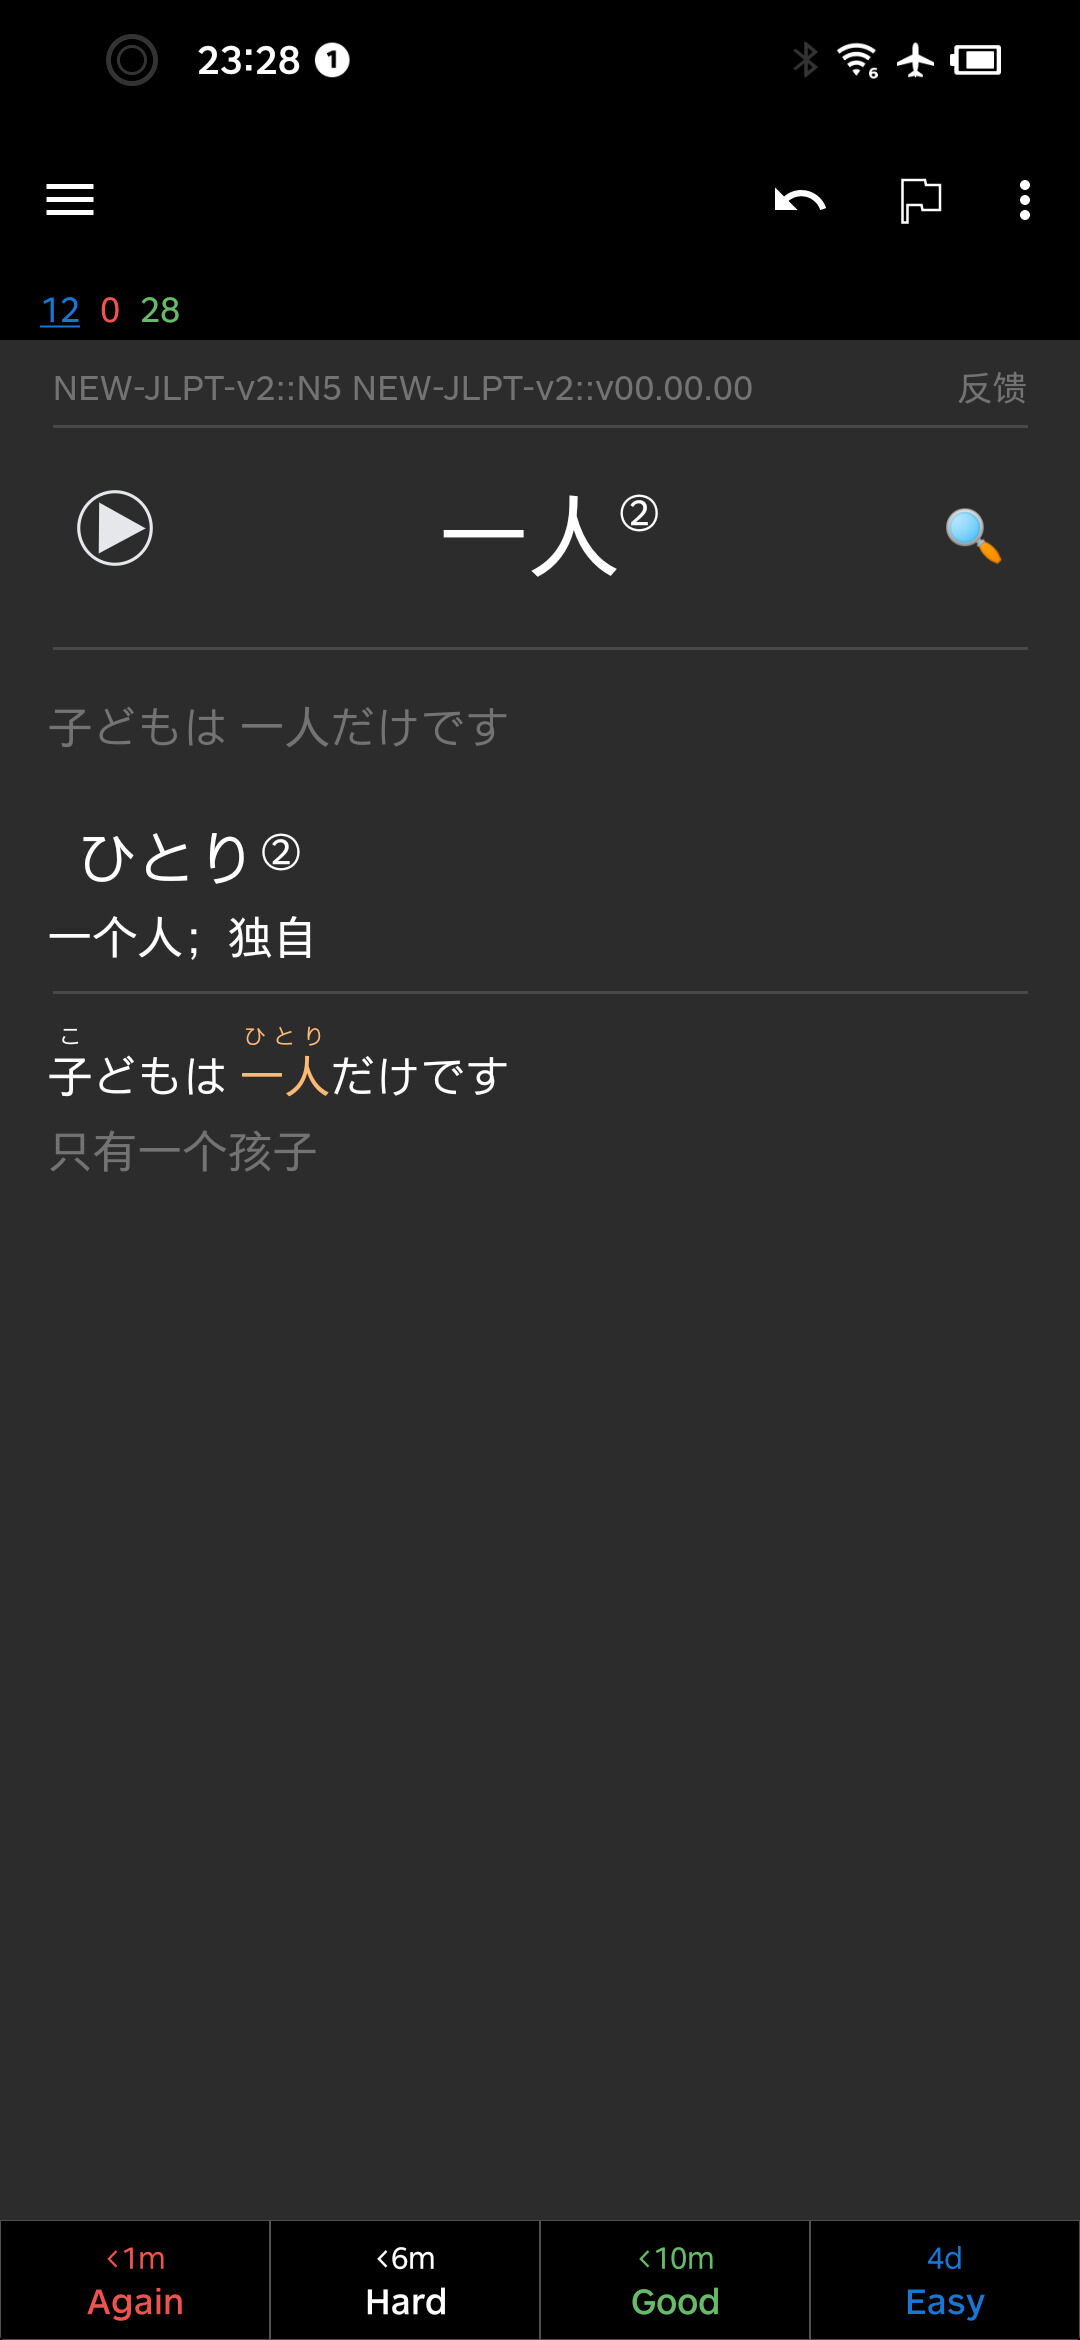 23:28 1
6
12 0 28
NEW-JLPT-v2::N5 NEW-JLPT-v2::v00.00.00 反馈
一人②
子どもは 一人だけです
ひとり②
一个人；独自
こ ひとり
子どもは 一人だけです
只有一个孩子
<1m <6m <10m 4d
Again Hard Good Easy